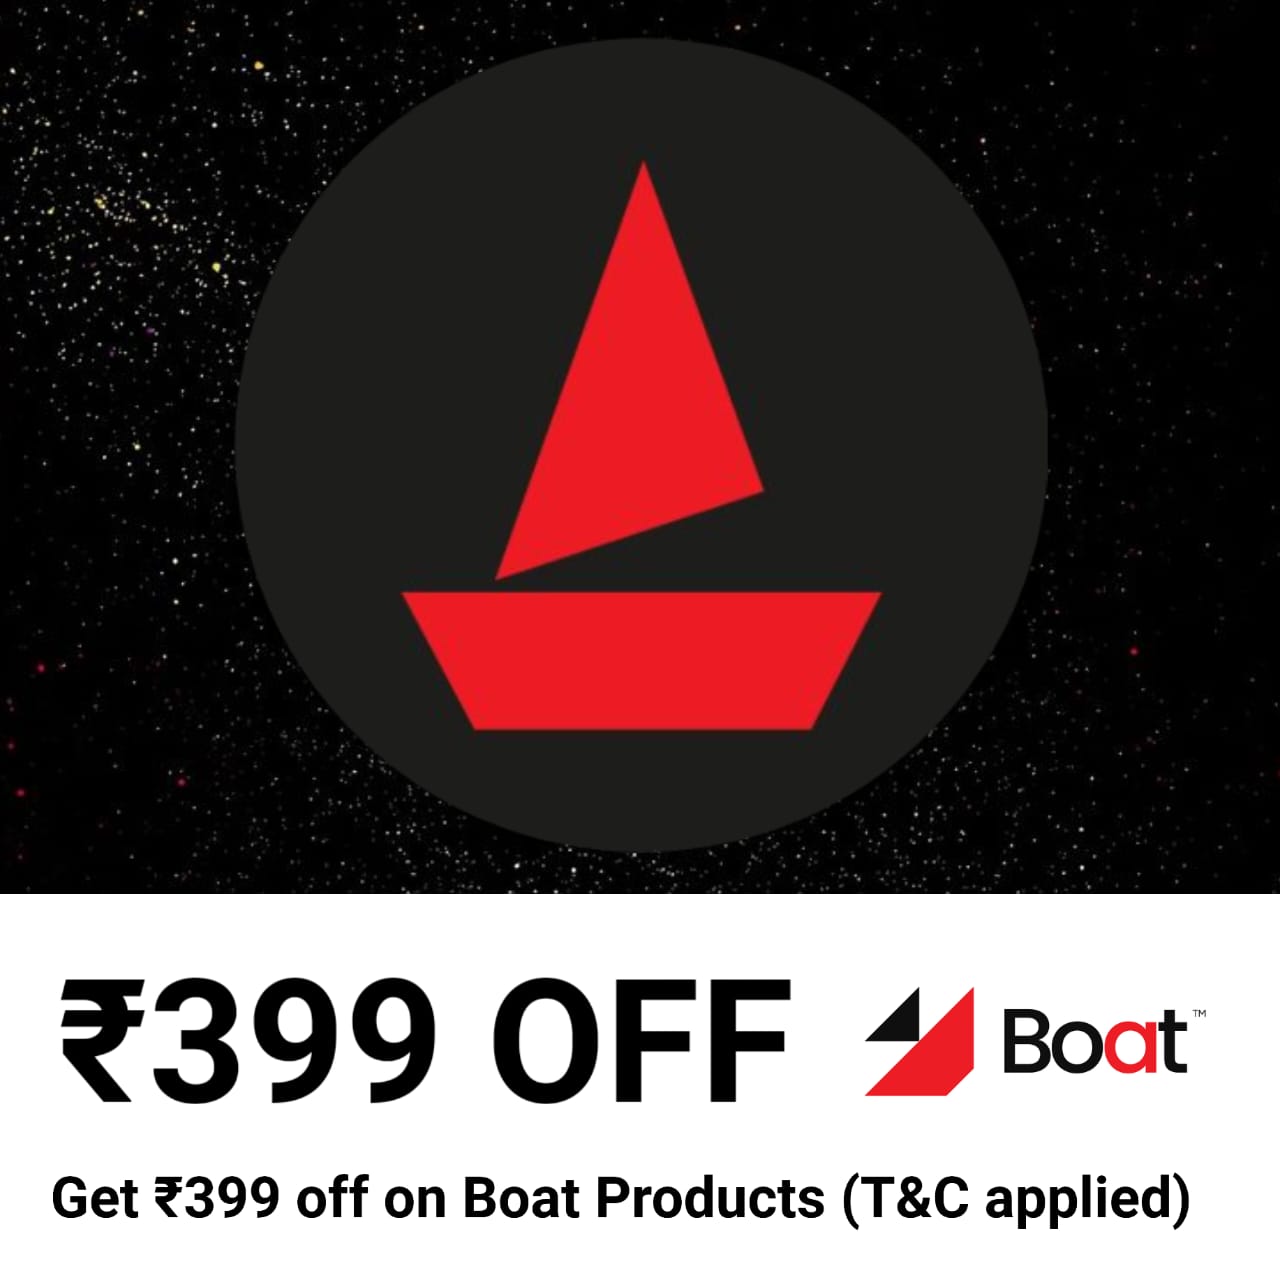 ₹399 OFF
Boat™
Get ₹399 off on Boat Products (T&C applied)